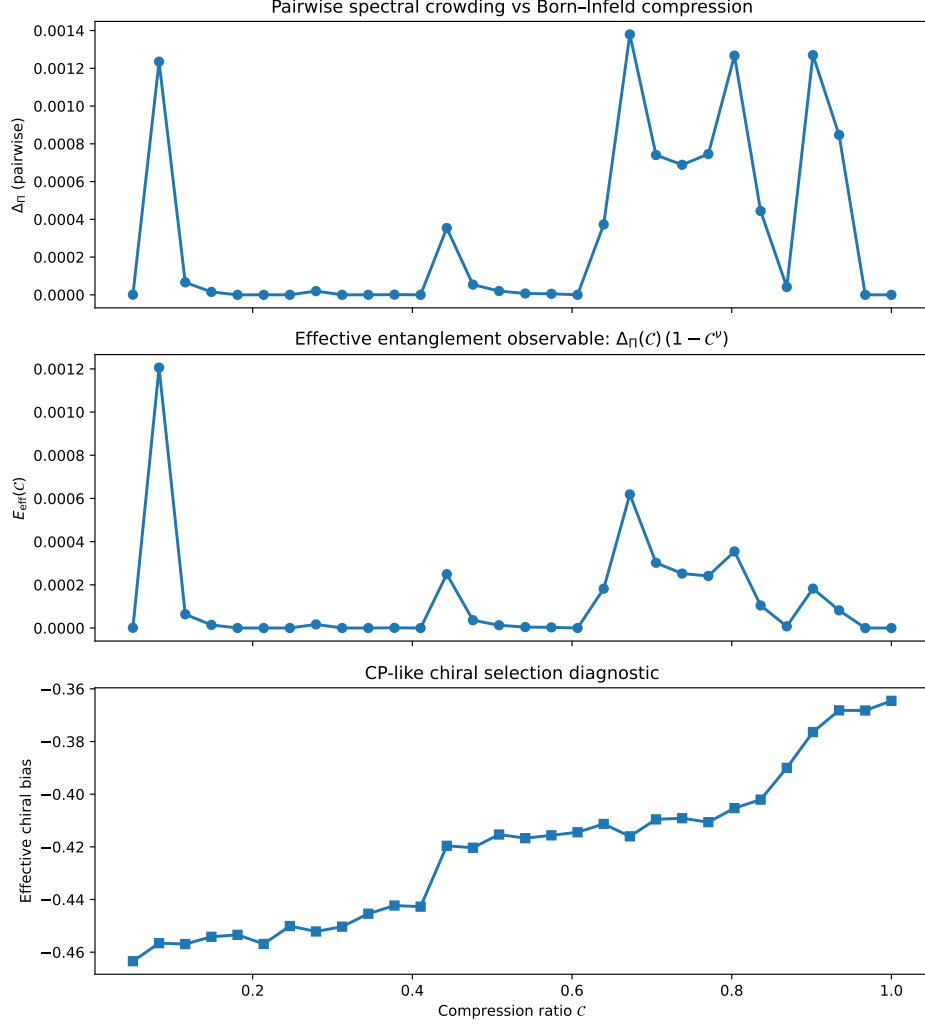 Pairwise spectral crowding vs Born–Infeld compression
0.0014
0.0012
0.0010
0.0008
0.0006
0.0004
0.0002
0.0000
Δ_Π (pairwise)
Effective entanglement observable: Δ_Π(𝒞) (1 − 𝒞^ν)
0.0012
0.0010
0.0008
0.0006
0.0004
0.0002
0.0000
E_eff(𝒞)
CP-like chiral selection diagnostic
−0.36
−0.38
−0.40
−0.42
−0.44
−0.46
Effective chiral bias
0.2 0.4 0.6 0.8 1.0
Compression ratio 𝒞